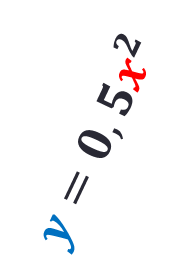 y = 0,5x²